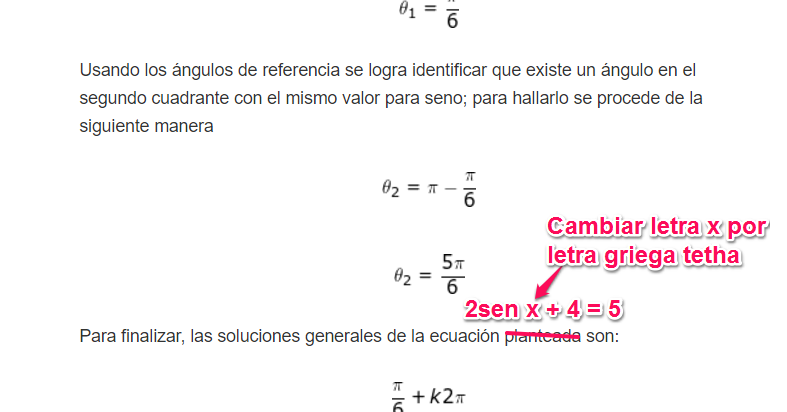 θ₁ = π/6
Usando los ángulos de referencia se logra identificar que existe un ángulo en el
segundo cuadrante con el mismo valor para seno; para hallarlo se procede de la
siguiente manera
θ₂ = π − π/6
Cambiar letra x por
letra griega tetha
θ₂ = 5π/6
2sen x + 4 = 5
Para finalizar, las soluciones generales de la ecuación planteada son:
π/6 + k2π